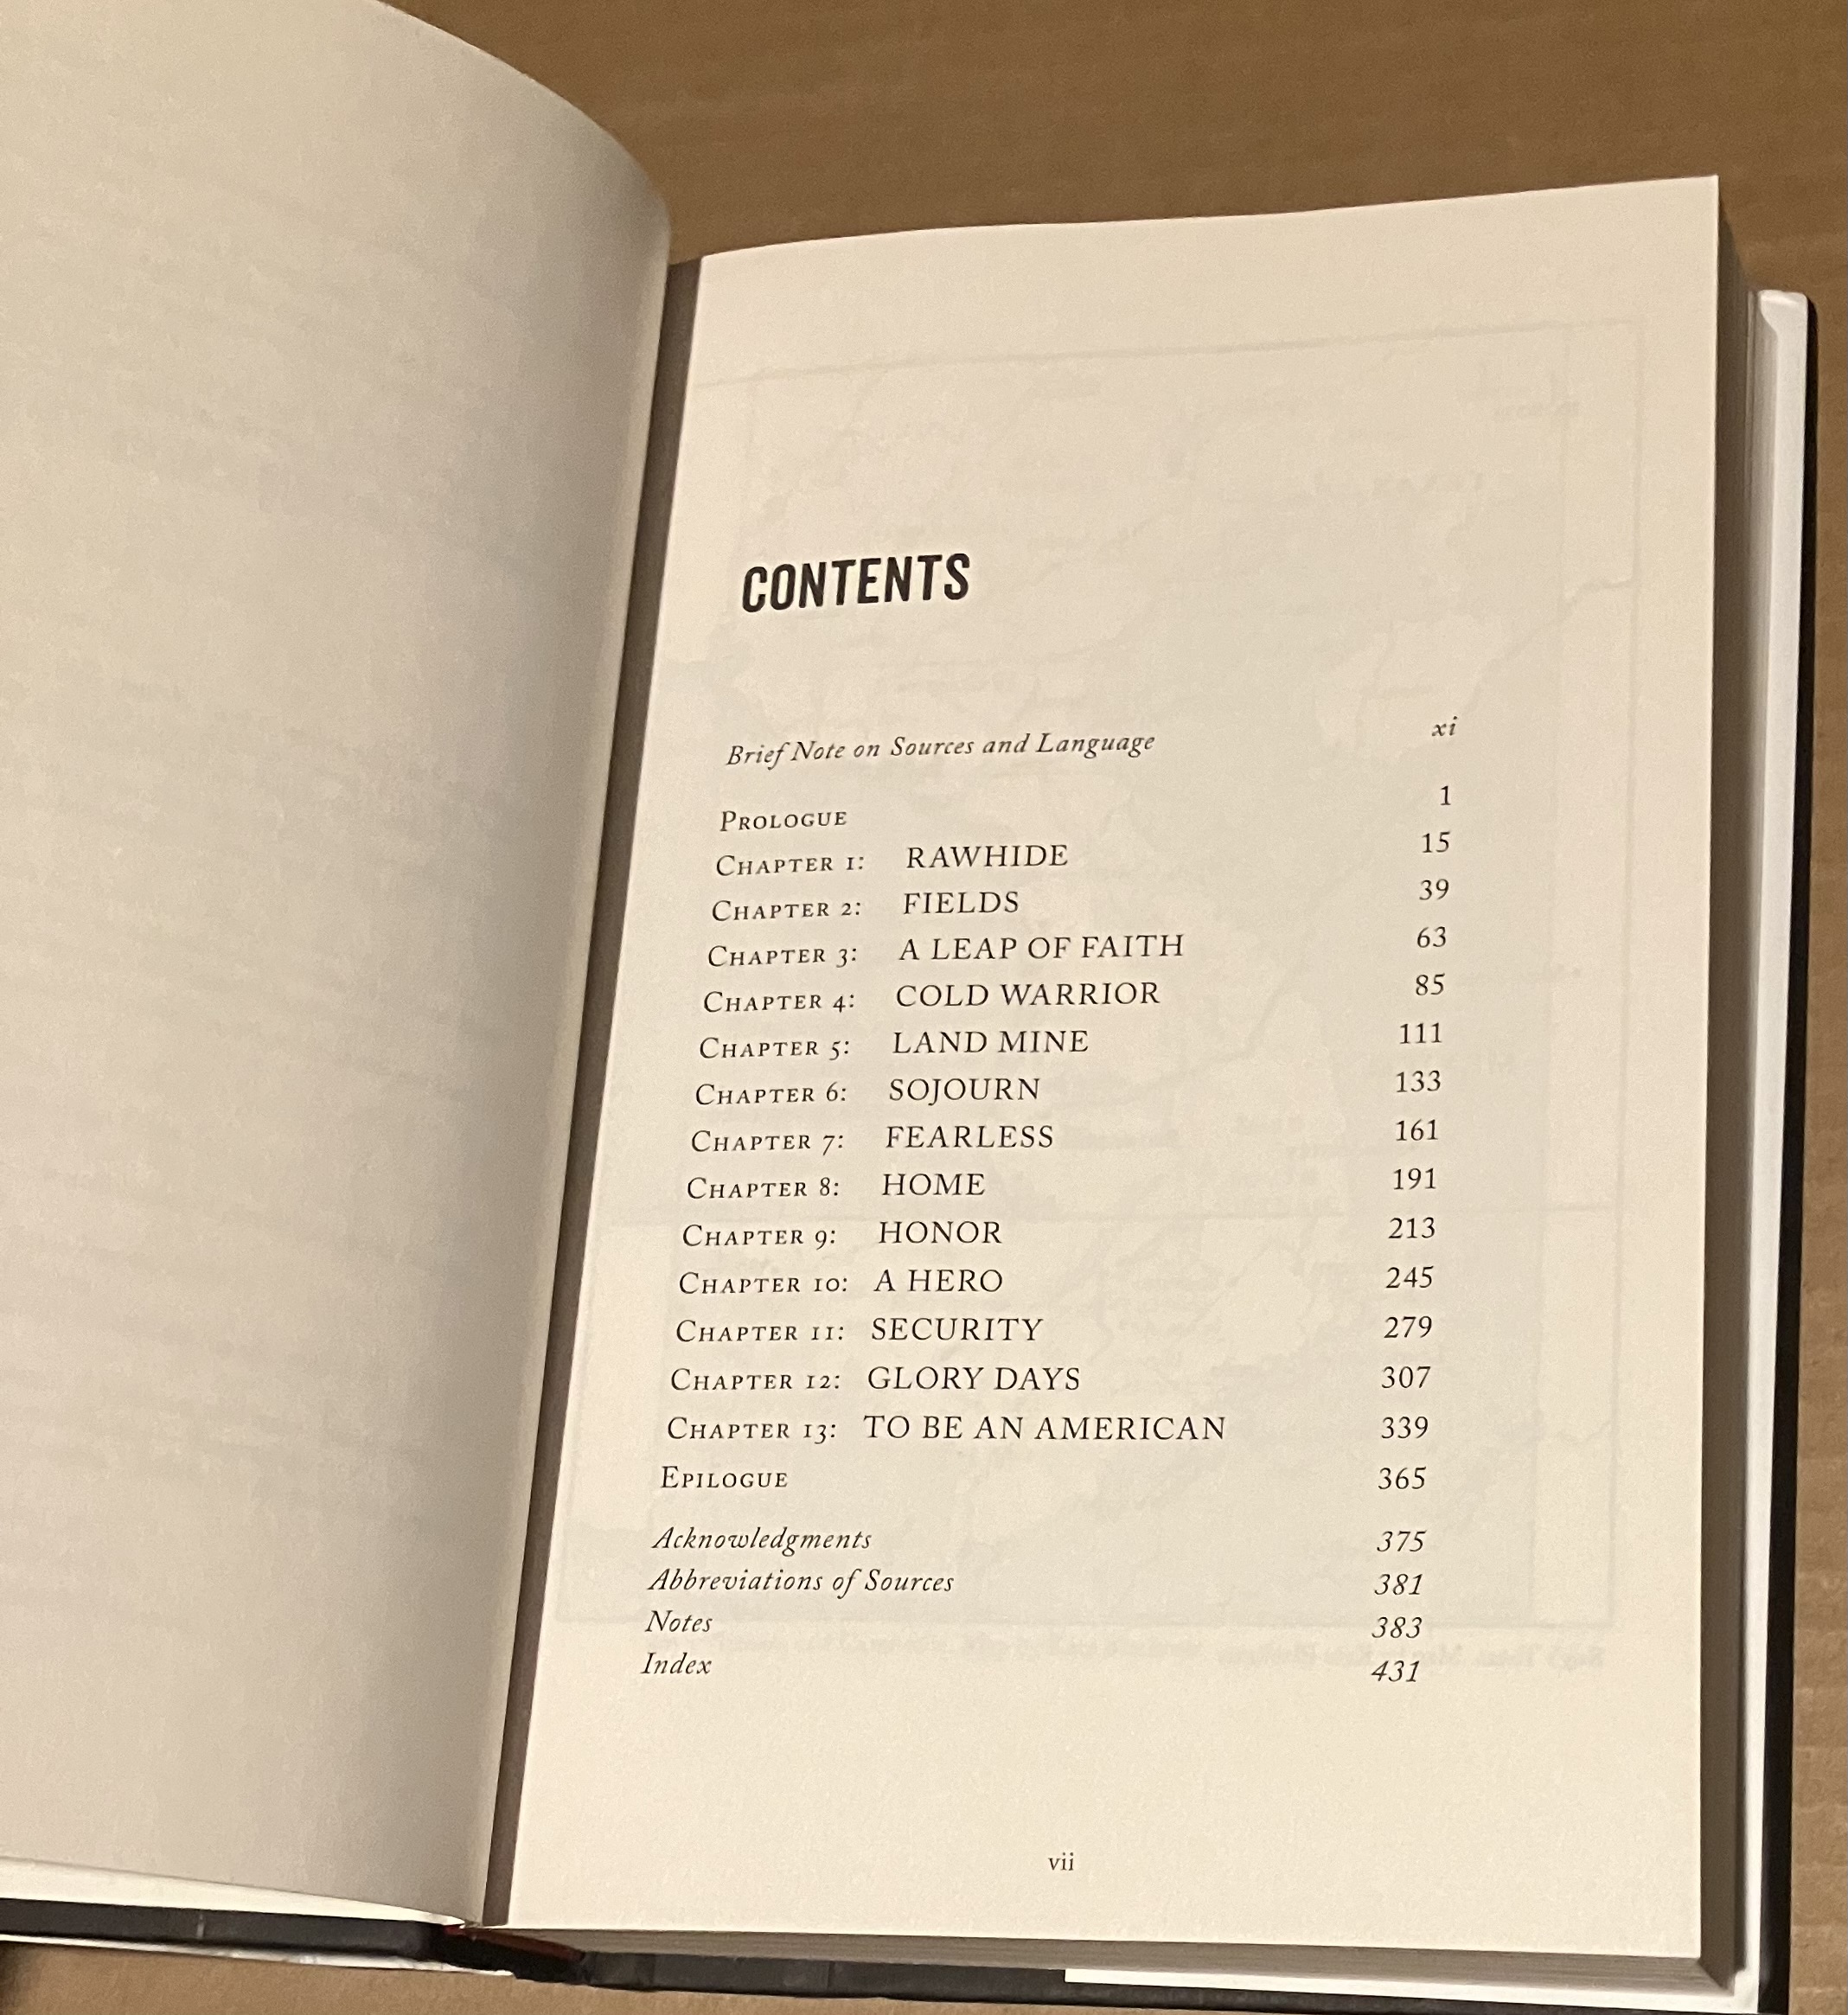 CONTENTS
Brief Note on Sources and Language xi
Prologue 1
Chapter 1: RAWHIDE 15
Chapter 2: FIELDS 39
Chapter 3: A LEAP OF FAITH 63
Chapter 4: COLD WARRIOR 85
Chapter 5: LAND MINE 111
Chapter 6: SOJOURN 133
Chapter 7: FEARLESS 161
Chapter 8: HOME 191
Chapter 9: HONOR 213
Chapter 10: A HERO 245
Chapter 11: SECURITY 279
Chapter 12: GLORY DAYS 307
Chapter 13: TO BE AN AMERICAN 339
Epilogue 365
Acknowledgments 375
Abbreviations of Sources 381
Notes 383
Index 431
vii